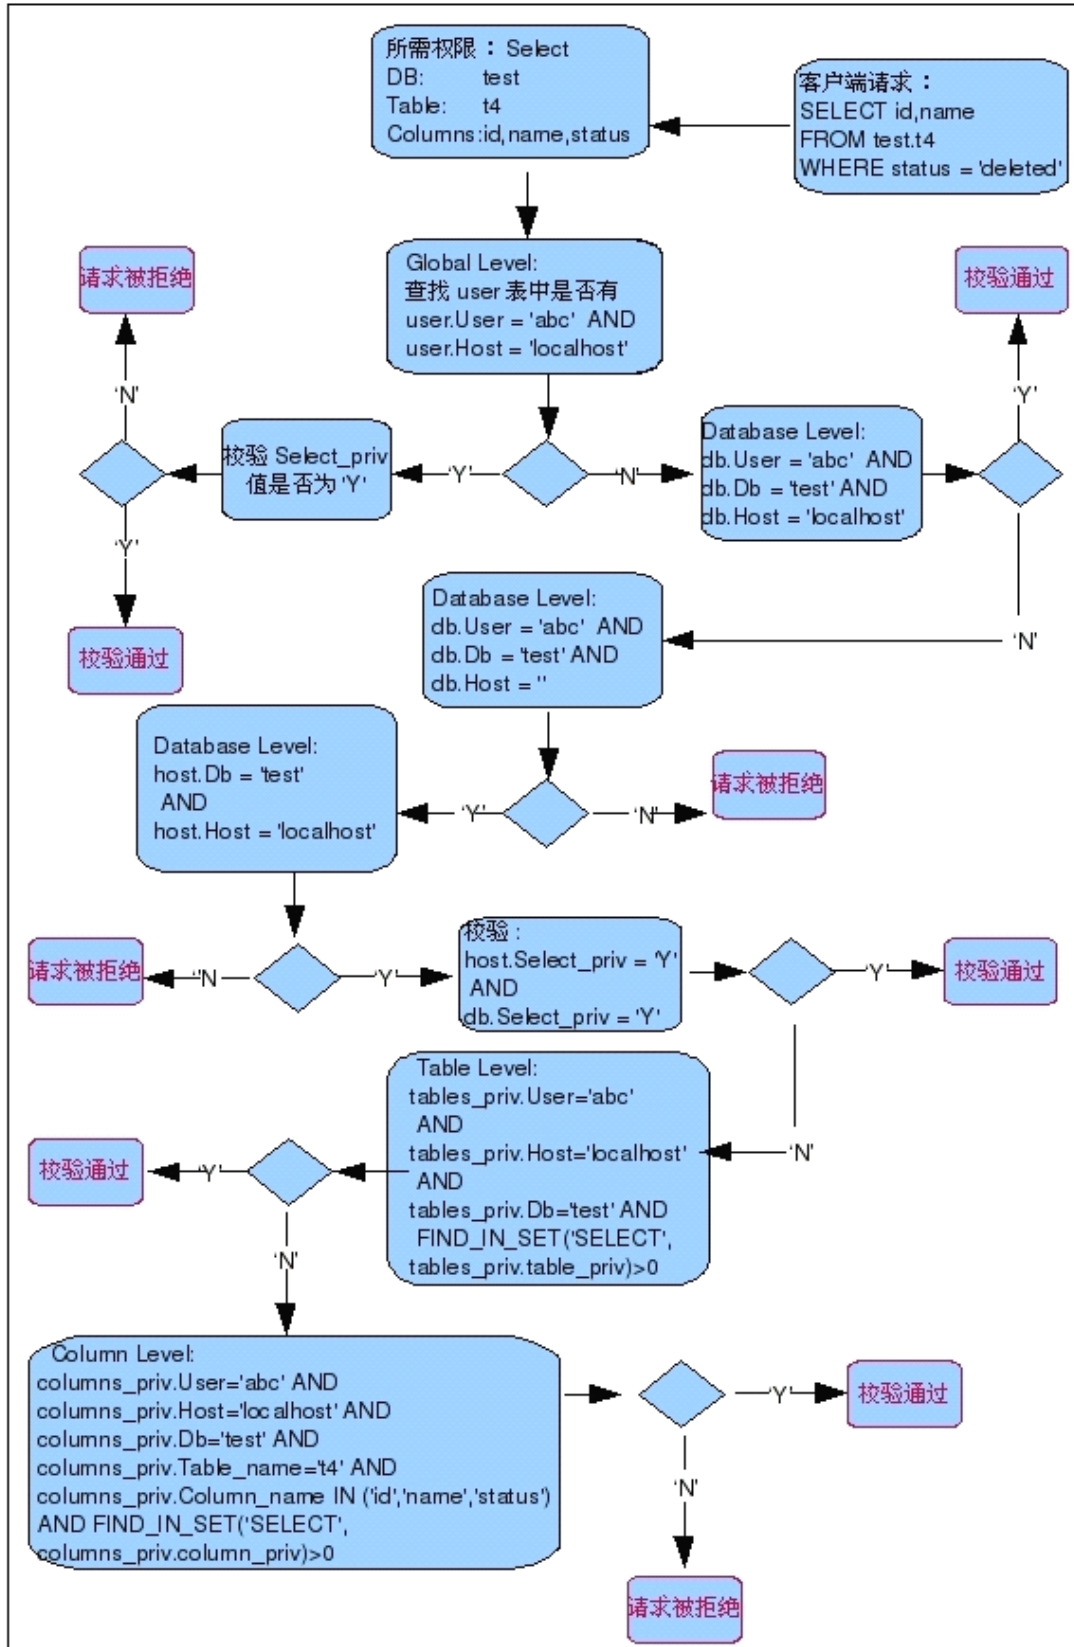 所需权限： Select
DB: test
Table: t4
Columns:id,name,status
客户端请求：
SELECT id,name
FROM test.t4
WHERE status = 'deleted'
Global Level:
查找 user 表中是否有
user.User = 'abc' AND
user.Host = 'localhost'
请求被拒绝
校验通过
'N'
'Y'
校验 Select_priv
值是否为 'Y'
'Y'
'N'
Database Level:
db.User = 'abc' AND
db.Db = 'test' AND
db.Host = 'localhost'
'Y'
校验通过
Database Level:
db.User = 'abc' AND
db.Db = 'test' AND
db.Host = ''
'N'
Database Level:
host.Db = 'test'
AND
host.Host = 'localhost'
'Y'
'N'
请求被拒绝
请求被拒绝
'N'
'Y'
校验：
host.Select_priv = 'Y'
AND
db.Select_priv = 'Y'
'Y'
校验通过
Table Level:
tables_priv.User='abc'
AND
tables_priv.Host='localhost'
AND
tables_priv.Db='test' AND
FIND_IN_SET('SELECT',
tables_priv.table_priv)>0
'N'
校验通过
'Y'
'N'
Column Level:
columns_priv.User='abc' AND
columns_priv.Host='localhost' AND
columns_priv.Db='test' AND
columns_priv.Table_name='t4' AND
columns_priv.Column_name IN ('id','name','status')
AND FIND_IN_SET('SELECT',
columns_priv.column_priv)>0
'Y'
校验通过
'N'
请求被拒绝